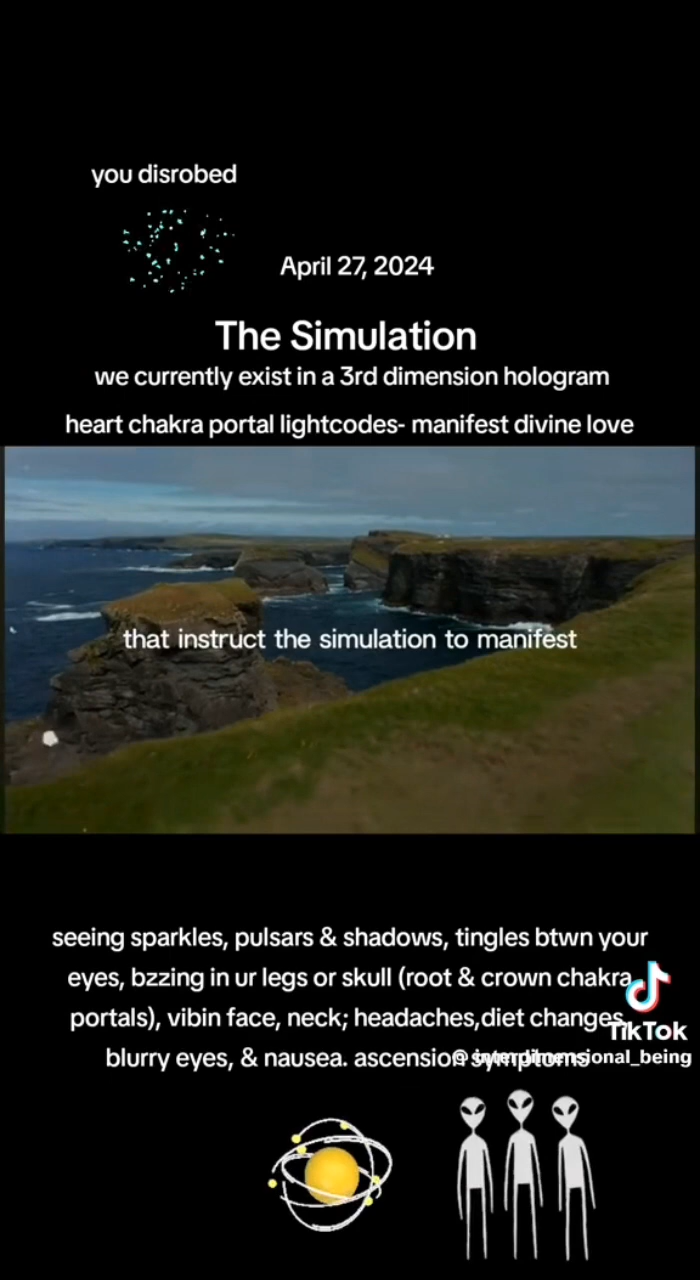 you disrobed
April 27, 2024
The Simulation
we currently exist in a 3rd dimension hologram
heart chakra portal lightcodes- manifest divine love
that instruct the simulation to manifest
seeing sparkles, pulsars & shadows, tingles btwn your
eyes, bzzing in ur legs or skull (root & crown chakra
portals), vibin face, neck; headaches,diet changes,
TikTok
blurry eyes, & nausea. ascension symptoms
@interdimensional_being